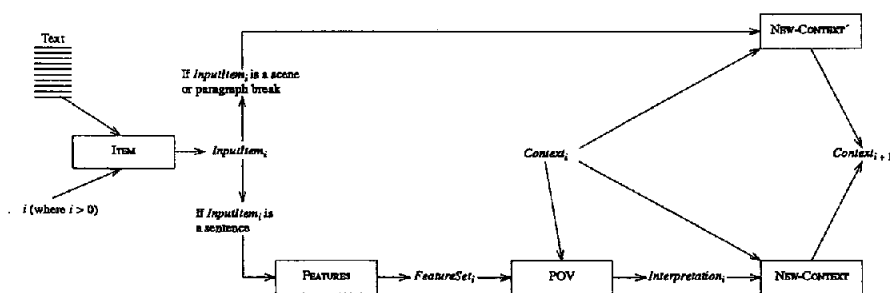 Text
NEW-CONTEXT´
If InputItem_i is a scene
or paragraph break
ITEM
InputItem_i
Context_i
Context_{i+1}
i (where i > 0)
If InputItem_i is
a sentence
FEATURES
FeatureSet_i
POV
Interpretation_i
NEW-CONTEXT